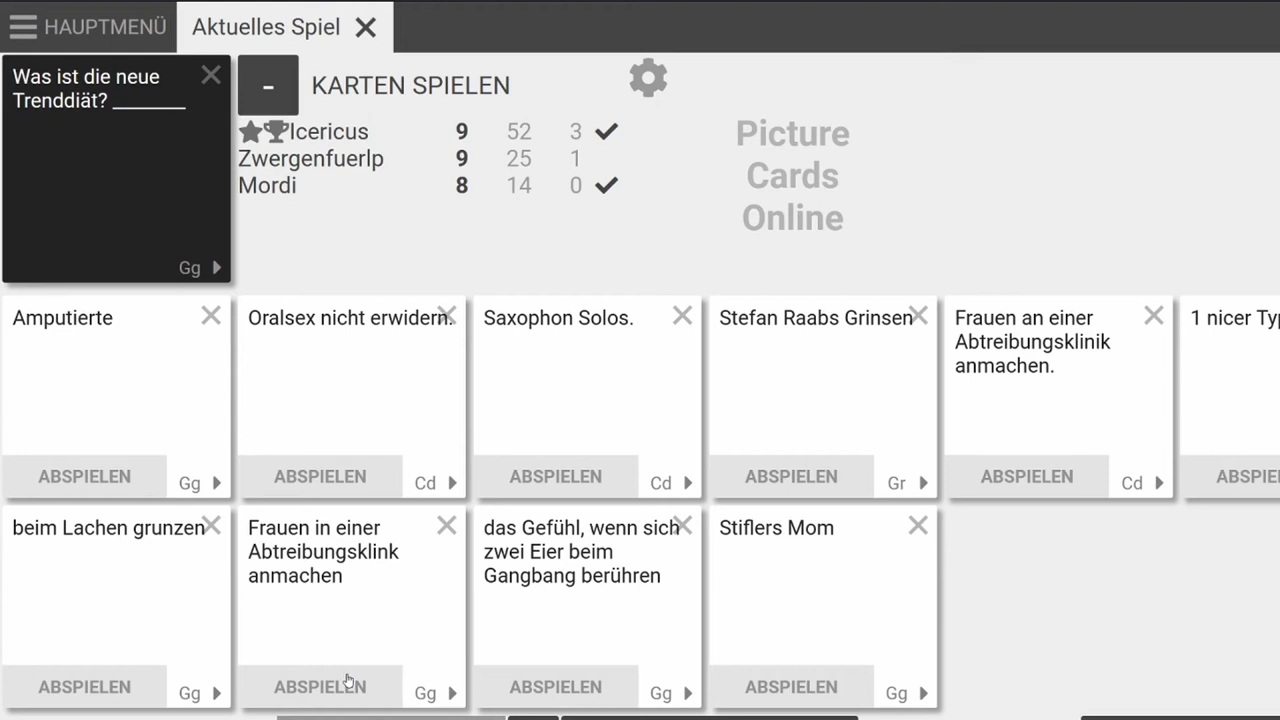 HAUPTMENÜ
Aktuelles Spiel
Was ist die neue
Trenddiät? _______
Gg
-
KARTEN SPIELEN
Icericus 9 52 3
Zwergenfuerlp 9 25 1
Mordi 8 14 0
Picture
Cards
Online
Amputierte
ABSPIELEN
Gg
Oralsex nicht erwidern.
ABSPIELEN
Cd
Saxophon Solos.
ABSPIELEN
Cd
Stefan Raabs Grinsen
ABSPIELEN
Gr
Frauen an einer
Abtreibungsklinik
anmachen.
ABSPIELEN
Cd
1 nicer Typ
ABSPIE
beim Lachen grunzen
ABSPIELEN
Gg
Frauen in einer
Abtreibungsklink
anmachen
ABSPIELEN
Gg
das Gefühl, wenn sich
zwei Eier beim
Gangbang berühren
ABSPIELEN
Gg
Stiflers Mom
ABSPIELEN
Gg